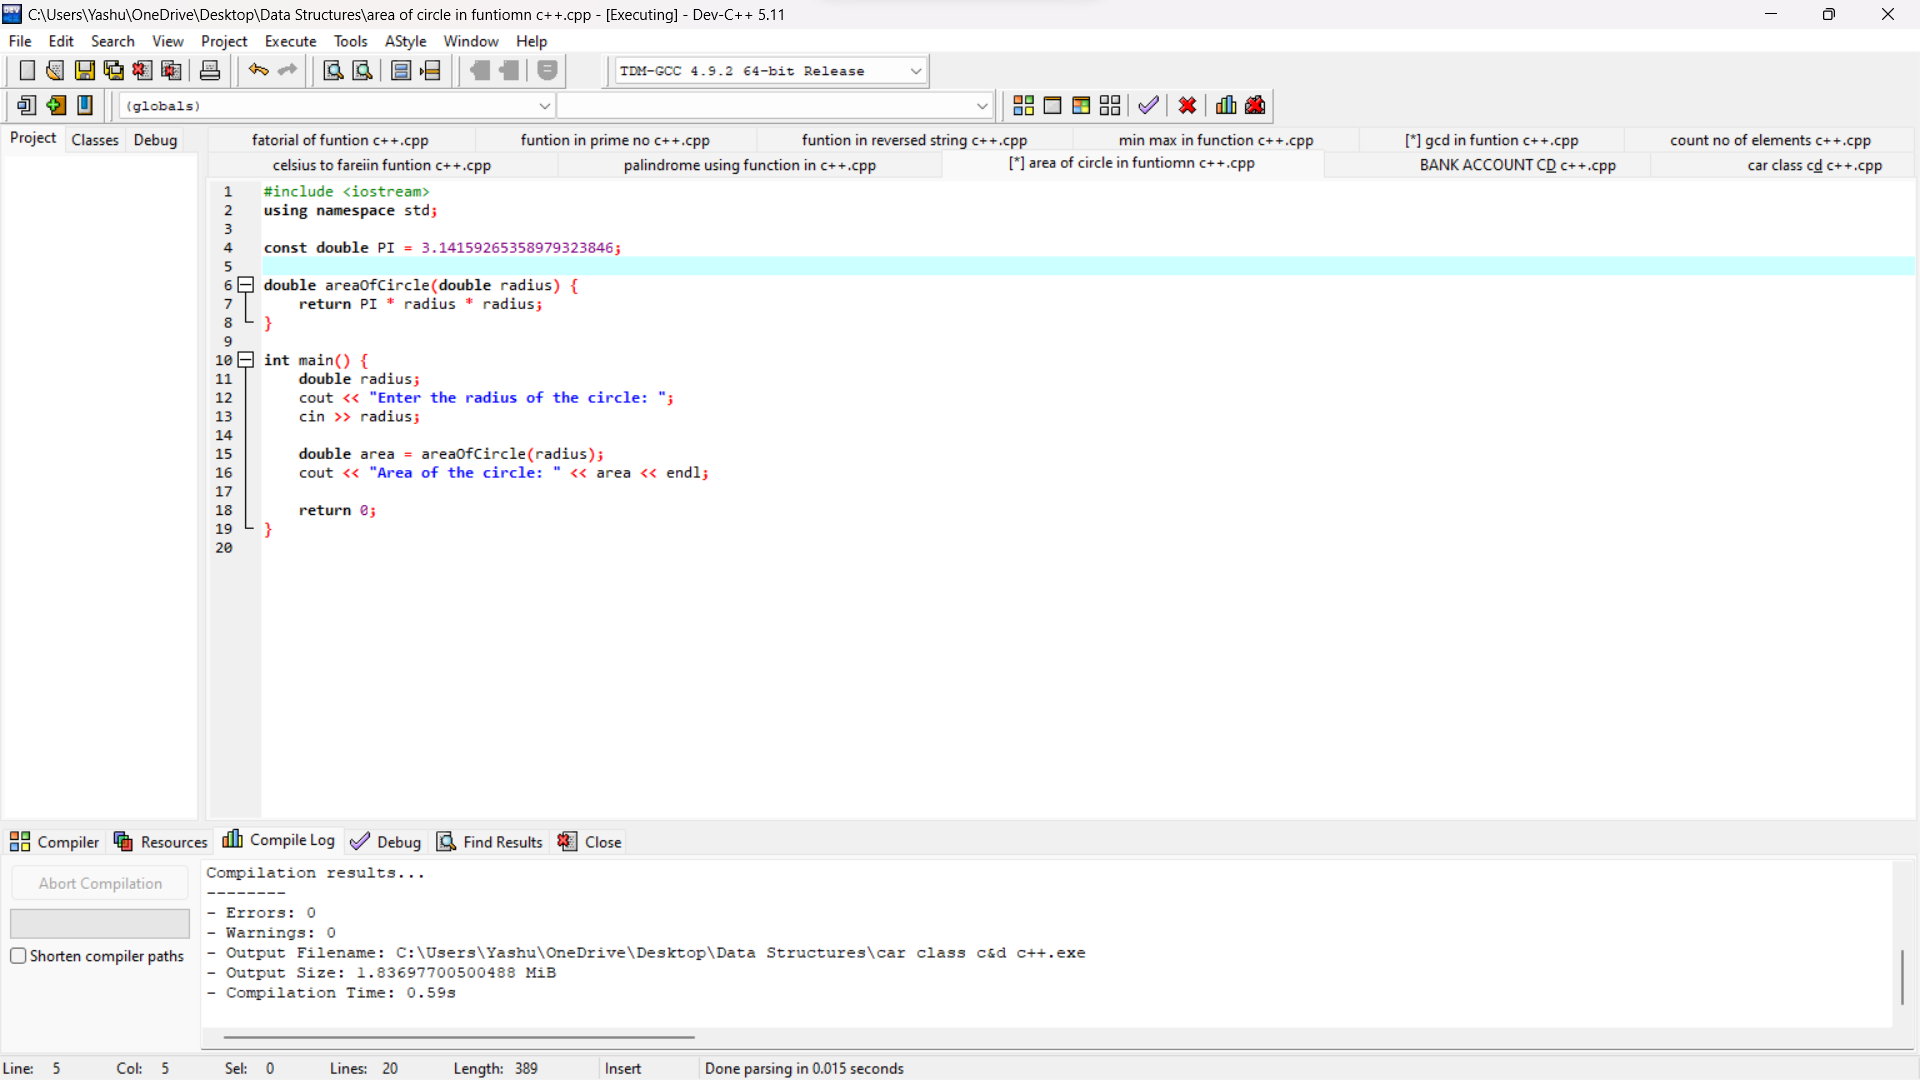 C:\Users\Yashu\OneDrive\Desktop\Data Structures\area of circle in funtiomn c++.cpp - [Executing] - Dev-C++ 5.11
File Edit Search View Project Execute Tools AStyle Window Help
TDM-GCC 4.9.2 64-bit Release
(globals)
Project Classes Debug
fatorial of funtion c++.cpp funtion in prime no c++.cpp funtion in reversed string c++.cpp min max in function c++.cpp [*] gcd in funtion c++.cpp count no of elements c++.cpp
celsius to fareiin funtion c++.cpp palindrome using function in c++.cpp [*] area of circle in funtiomn c++.cpp BANK ACCOUNT CD c++.cpp car class cd c++.cpp
1 #include <iostream>
2 using namespace std;
3
4 const double PI = 3.14159265358979323846;
5
6 double areaOfCircle(double radius) {
7 return PI * radius * radius;
8 }
9
10 int main() {
11 double radius;
12 cout << "Enter the radius of the circle: ";
13 cin >> radius;
14
15 double area = areaOfCircle(radius);
16 cout << "Area of the circle: " << area << endl;
17
18 return 0;
19 }
20
Compiler Resources Compile Log Debug Find Results Close
Abort Compilation
Shorten compiler paths
Compilation results...
--------
- Errors: 0
- Warnings: 0
- Output Filename: C:\Users\Yashu\OneDrive\Desktop\Data Structures\car class c&d c++.exe
- Output Size: 1.83697700500488 MiB
- Compilation Time: 0.59s
Line: 5 Col: 5 Sel: 0 Lines: 20 Length: 389 Insert Done parsing in 0.015 seconds